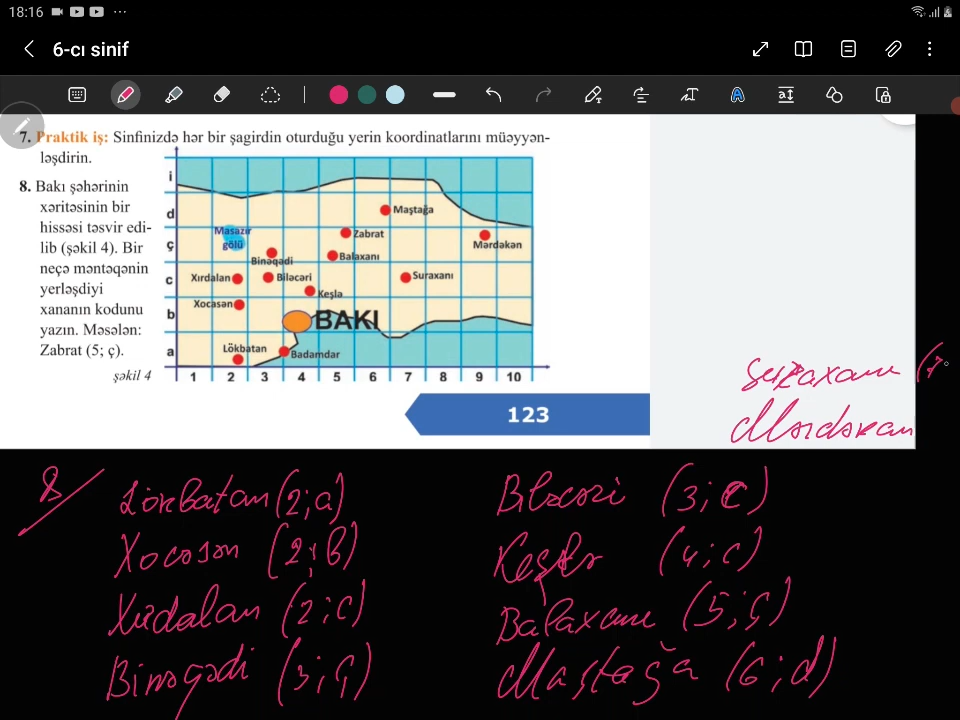 18:16
6-cı sinif
7. Praktik iş: Sinfinizdə hər bir şagirdin oturduğu yerin koordinatlarını müəyyən-
ləşdirin.
8. Bakı şəhərinin
xəritəsinin bir
hissəsi təsvir edi-
lib (şəkil 4). Bir
neçə məntəqənin
yerləşdiyi
xananın kodunu
yazın. Məsələn:
Zabrat (5; ç).
şəkil 4
i
d
ç
c
b
a
1 2 3 4 5 6 7 8 9 10
Maştağa
Masazır
gölü
Zabrat
Mərdəkən
Binəqədi
Balaxanı
Xırdalan
Biləcəri
Suraxanı
Keşlə
Xocasən
BAKI
Lökbatan
Badamdar
123
Suraxanı (7
Mərdəkan
8/
Lökbatan (2; a)
Xocasən (2; b)
Xırdalan (2; c)
Binəqədi (3; ç)
Biləcəri (3; c)
Keşlə (4; c)
Balaxanı (5; ç)
Maştağa (6; d)